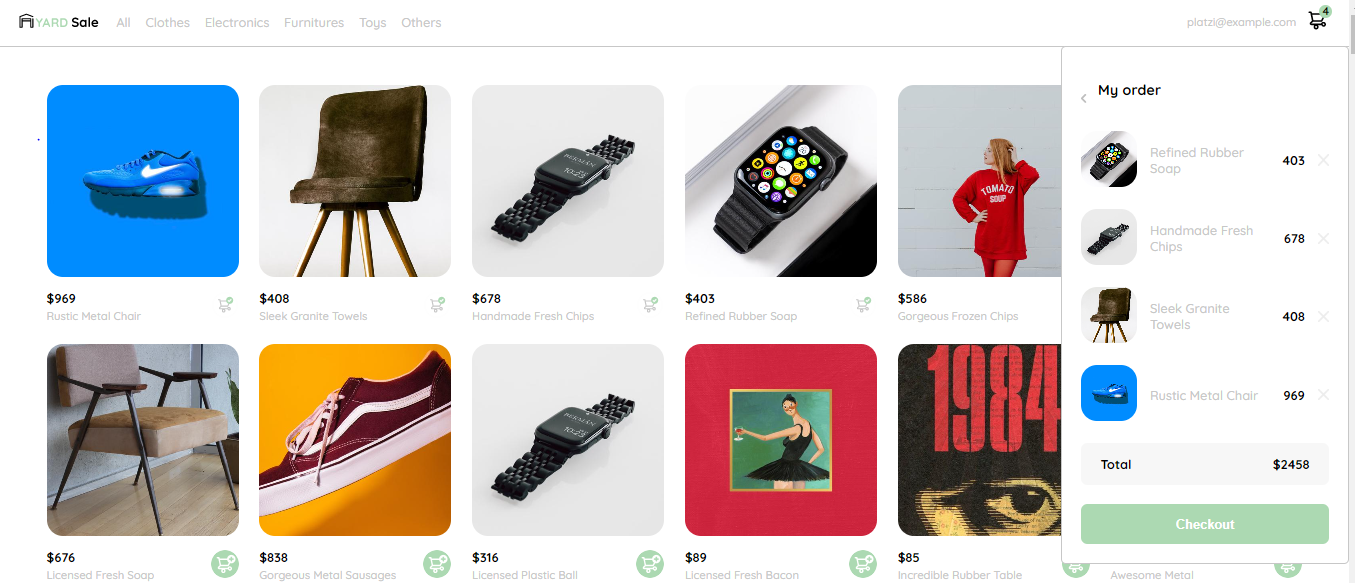 YARD Sale
All Clothes Electronics Furnitures Toys Others
platzi@example.com
4
My order
Refined Rubber
Soap
403
Handmade Fresh
Chips
678
Sleek Granite
Towels
408
Rustic Metal Chair
969
Total
$2458
Checkout
TOMATO
SOUP
10:23
$969
Rustic Metal Chair
$408
Sleek Granite Towels
$678
Handmade Fresh Chips
$403
Refined Rubber Soap
$586
Gorgeous Frozen Chips
10:23
1984
$676
Licensed Fresh Soap
$838
Gorgeous Metal Sausages
$316
Licensed Plastic Ball
$89
Licensed Fresh Bacon
$85
Incredible Rubber Table
Awesome Metal